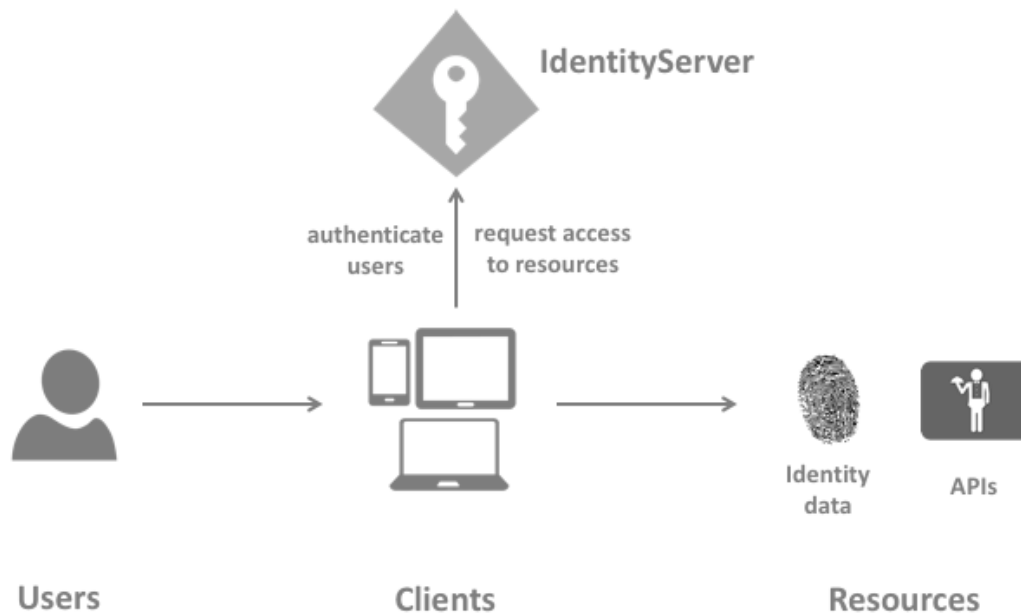 IdentityServer
authenticate
users
request access
to resources
Identity
data
APIs
Users
Clients
Resources